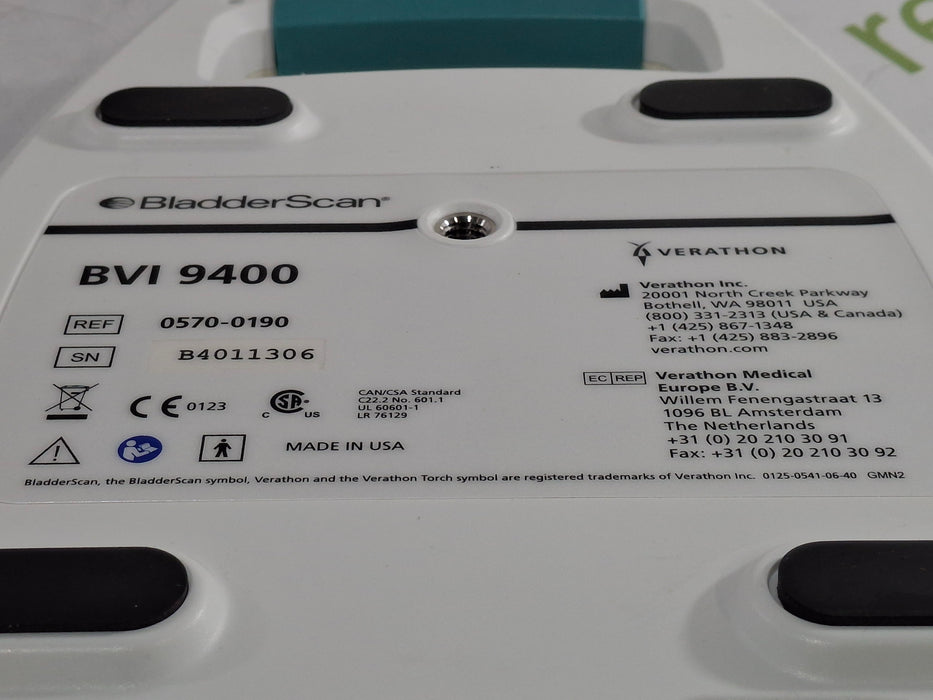 re
BladderScan®
BVI 9400
REF 0570-0190
SN B4011306
CE 0123
CSA
C US
CAN/CSA Standard
C22.2 No. 601.1
UL 60601-1
LR 76129
MADE IN USA
VERATHON
Verathon Inc.
20001 North Creek Parkway
Bothell, WA 98011 USA
(800) 331-2313 (USA & Canada)
+1 (425) 867-1348
Fax: +1 (425) 883-2896
verathon.com
EC REP Verathon Medical
Europe B.V.
Willem Fenengastraat 13
1096 BL Amsterdam
The Netherlands
+31 (0) 20 210 30 91
Fax: +31 (0) 20 210 30 92
BladderScan, the BladderScan symbol, Verathon and the Verathon Torch symbol are registered trademarks of Verathon Inc. 0125-0541-06-40 GMN2